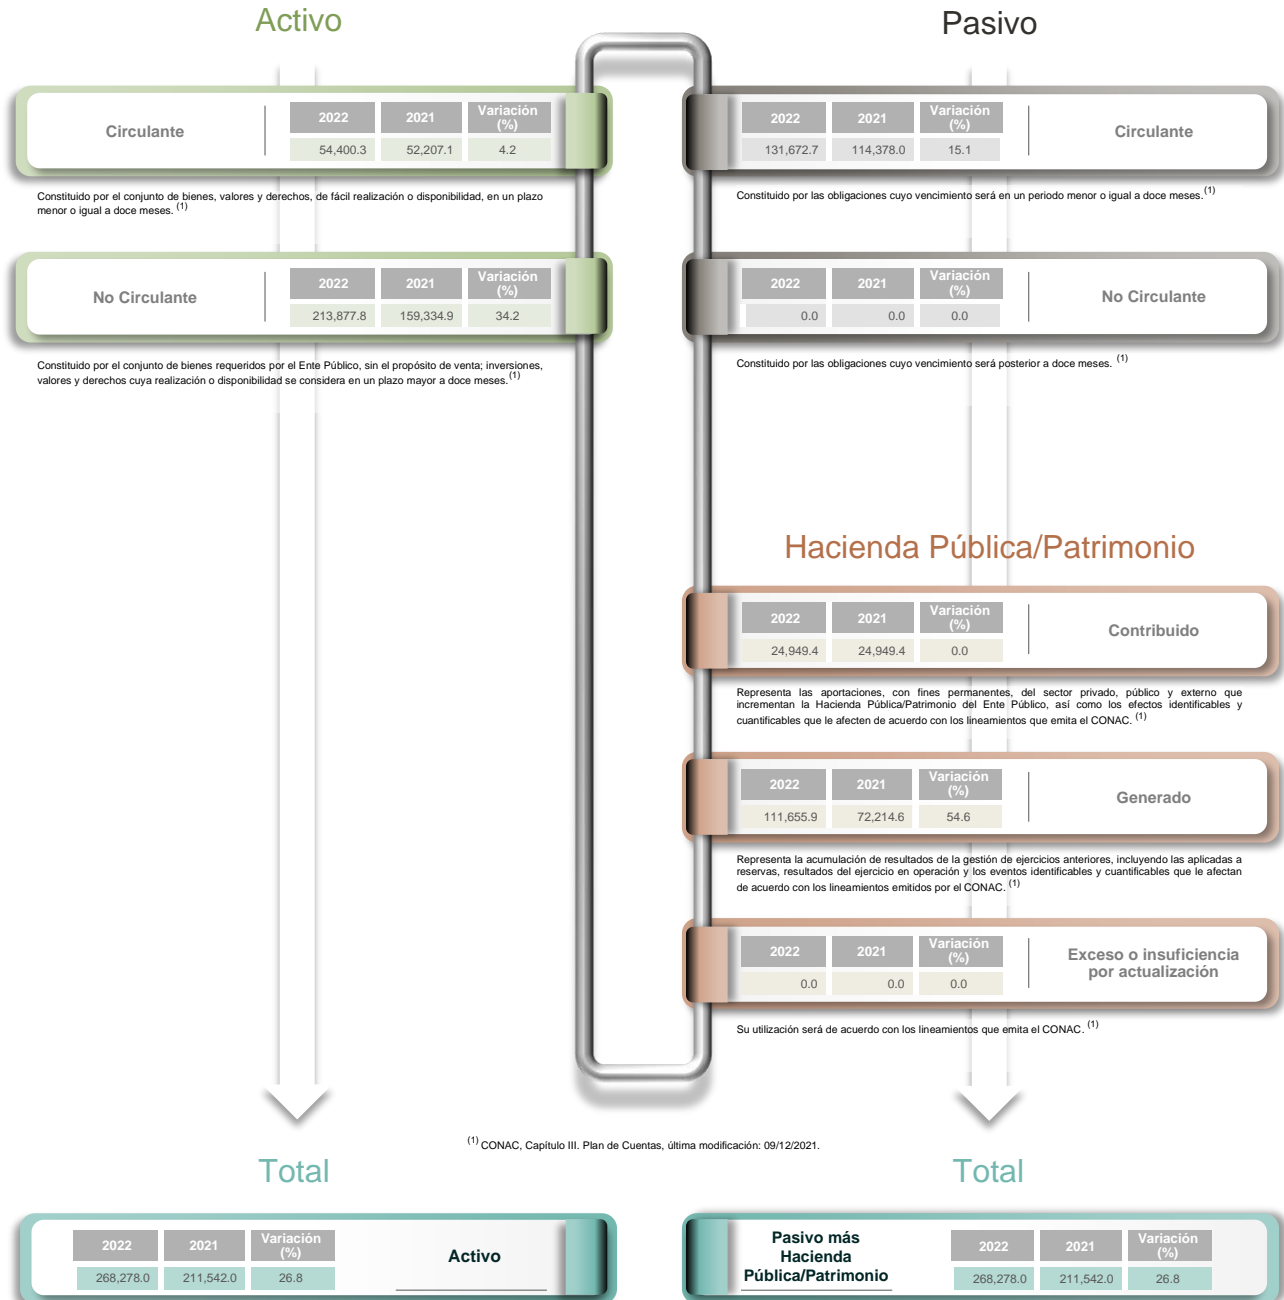 Activo
Circulante
2022 2021 Variación (%)
54,400.3 52,207.1 4.2
Constituido por el conjunto de bienes, valores y derechos, de fácil realización o disponibilidad, en un plazo
menor o igual a doce meses. (1)
No Circulante
2022 2021 Variación (%)
213,877.8 159,334.9 34.2
Constituido por el conjunto de bienes requeridos por el Ente Público, sin el propósito de venta; inversiones,
valores y derechos cuya realización o disponibilidad se considera en un plazo mayor a doce meses. (1)
Pasivo
2022 2021 Variación (%)
131,672.7 114,378.0 15.1
Circulante
Constituido por las obligaciones cuyo vencimiento será en un periodo menor o igual a doce meses. (1)
2022 2021 Variación (%)
0.0 0.0 0.0
No Circulante
Constituido por las obligaciones cuyo vencimiento será posterior a doce meses. (1)
Hacienda Pública/Patrimonio
2022 2021 Variación (%)
24,949.4 24,949.4 0.0
Contribuido
Representa las aportaciones, con fines permanentes, del sector privado, público y externo que
incrementan la Hacienda Pública/Patrimonio del Ente Público, así como los efectos identificables y
cuantificables que le afecten de acuerdo con los lineamientos que emita el CONAC. (1)
2022 2021 Variación (%)
111,655.9 72,214.6 54.6
Generado
Representa la acumulación de resultados de la gestión de ejercicios anteriores, incluyendo las aplicadas a
reservas, resultados del ejercicio en operación y los eventos identificables y cuantificables que le afectan
de acuerdo con los lineamientos emitidos por el CONAC. (1)
2022 2021 Variación (%)
0.0 0.0 0.0
Exceso o insuficiencia
por actualización
Su utilización será de acuerdo con los lineamientos que emita el CONAC. (1)
(1) CONAC, Capítulo III. Plan de Cuentas, última modificación: 09/12/2021.
Total
2022 2021 Variación (%)
268,278.0 211,542.0 26.8
Activo
Total
Pasivo más
Hacienda
Pública/Patrimonio
2022 2021 Variación (%)
268,278.0 211,542.0 26.8